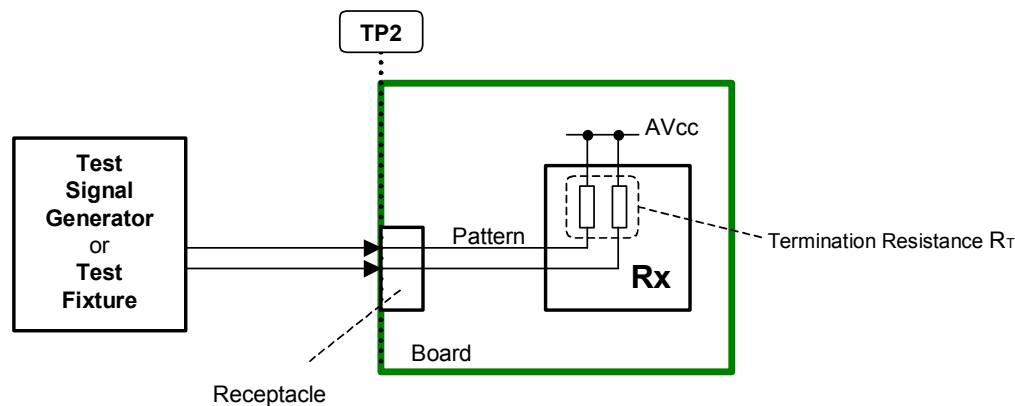 TP2
AVcc
Test
Signal
Generator
or
Test
Fixture
Pattern
Termination Resistance RT
Rx
Board
Receptacle